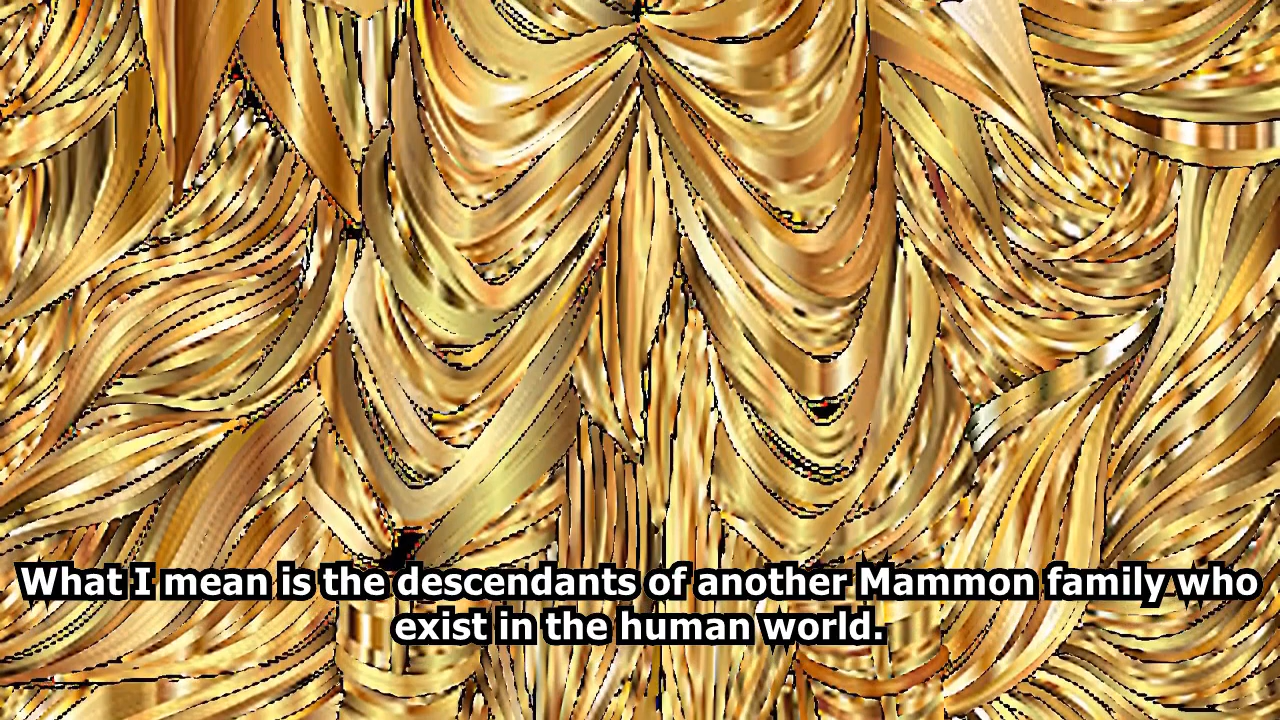 What I mean is the descendants of another Mammon family who
exist in the human world.